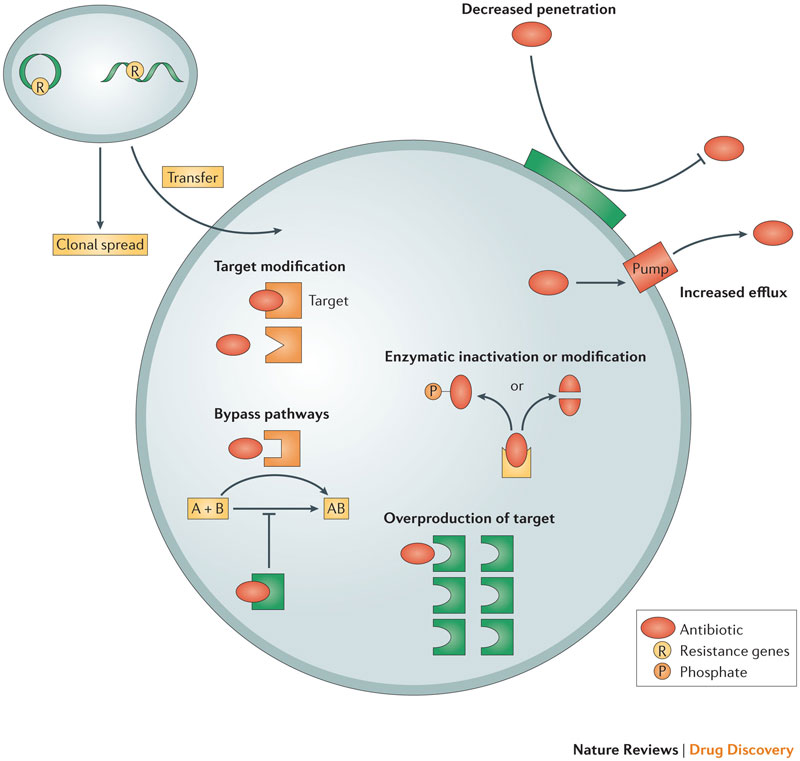 Decreased penetration
R
R
Transfer
Clonal spread
Pump
Increased efflux
Target modification
Target
Enzymatic inactivation or modification
P
or
Bypass pathways
A + B
AB
Overproduction of target
Antibiotic
R
Resistance genes
P
Phosphate
Nature Reviews | Drug Discovery